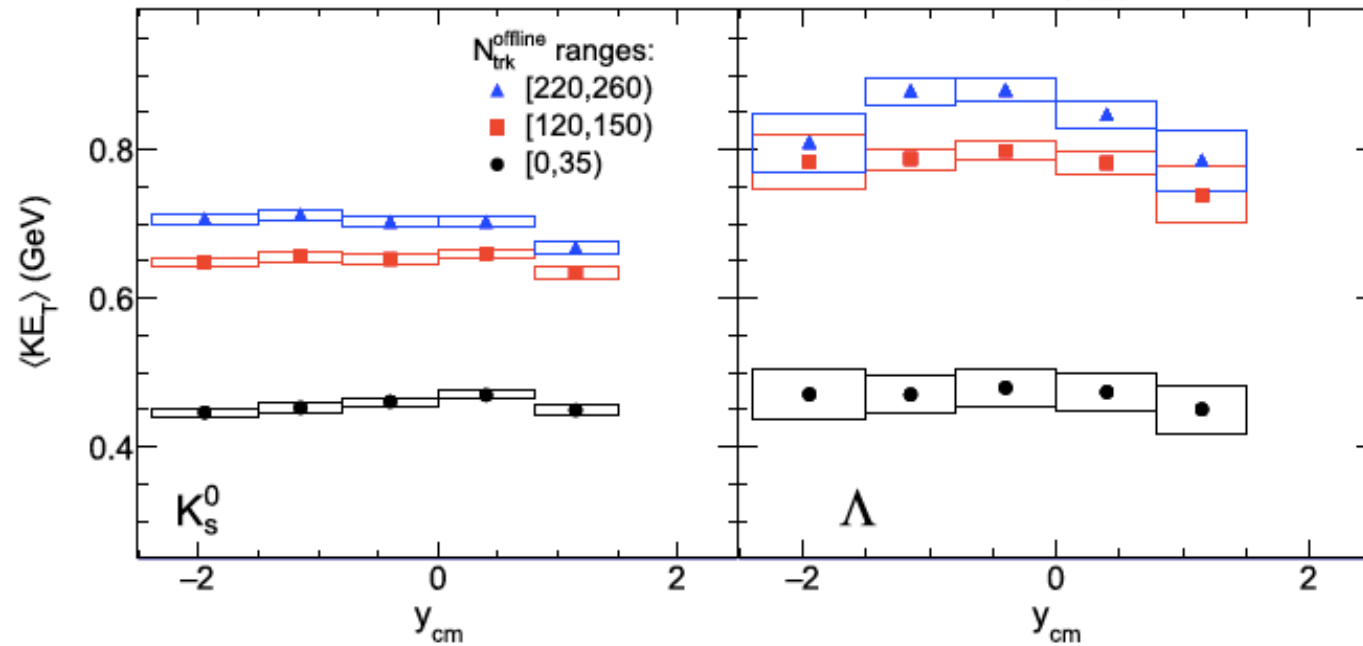 N_trk^offline ranges:
[220,260)
[120,150)
[0,35)
⟨KE_T⟩ (GeV)
0.8
0.6
0.4
K_s^0
Λ
−2 0 2
−2 0 2
y_cm
y_cm